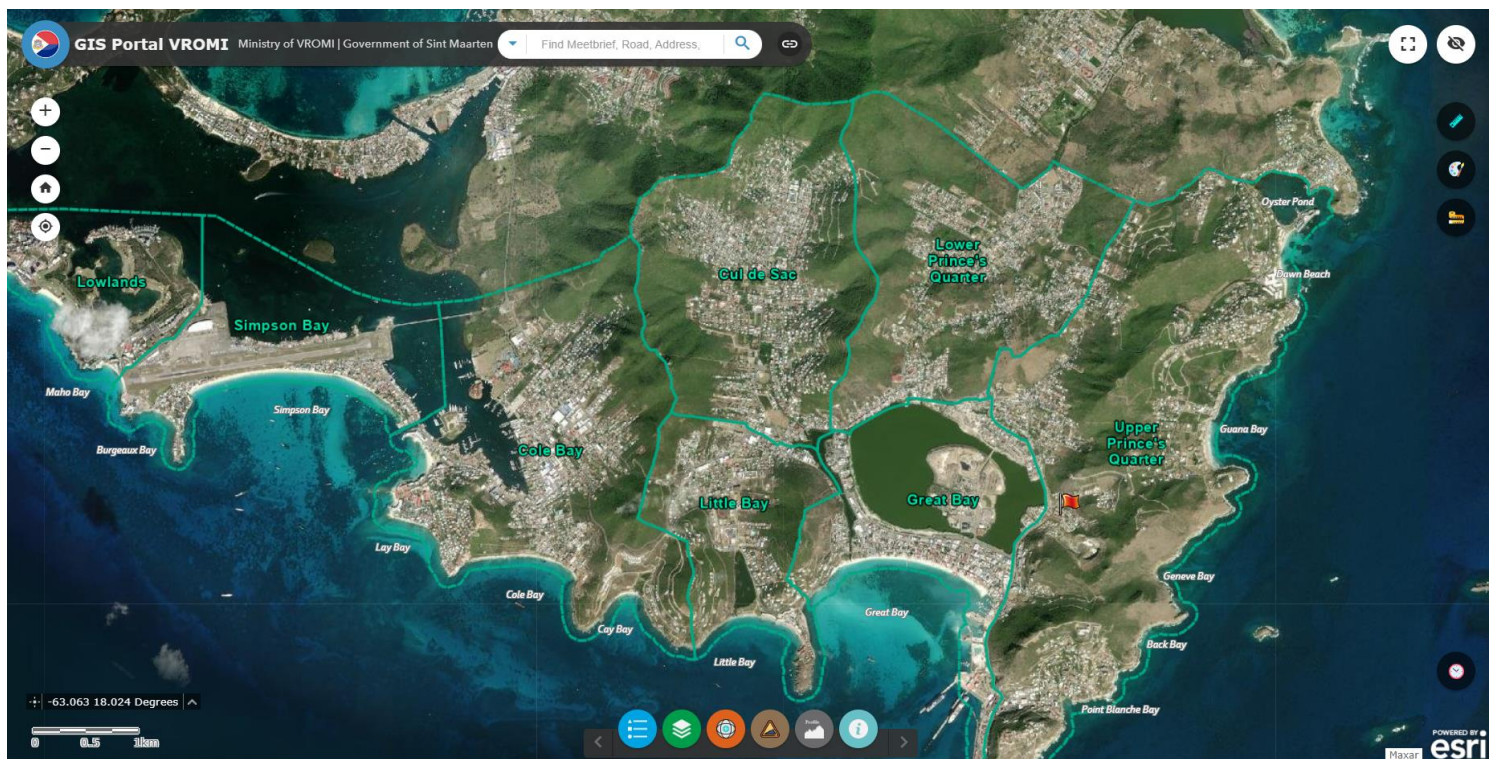 GIS Portal VROMI Ministry of VROMI | Government of Sint Maarten Find Meetbrief, Road, Address,
Oyster Pond
Lower
Prince's
Quarter
Cul de Sac
Dawn Beach
Lowlands
Simpson Bay
Maho Bay
Simpson Bay
Burgeaux Bay
Cole Bay
Upper
Prince's
Quarter
Guana Bay
Little Bay
Great Bay
Lay Bay
Geneve Bay
Cole Bay
Great Bay
Cay Bay
Back Bay
Little Bay
-63.063 18.024 Degrees
Point Blanche Bay
0 0.5 1km
Profile
POWERED BY
esri
Maxar